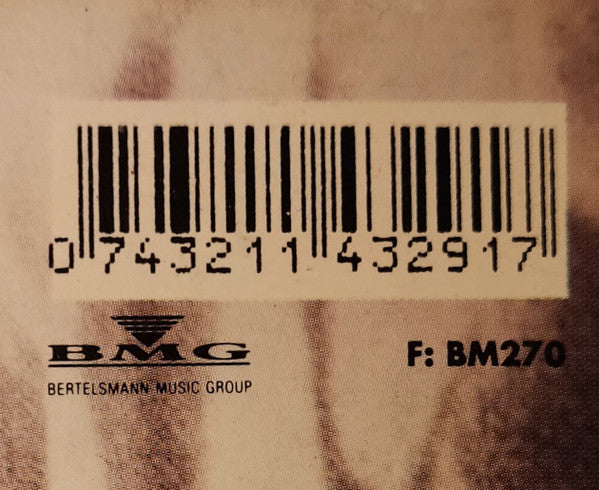 0 743211 432917
BMG
F: BM270
BERTELSMANN MUSIC GROUP